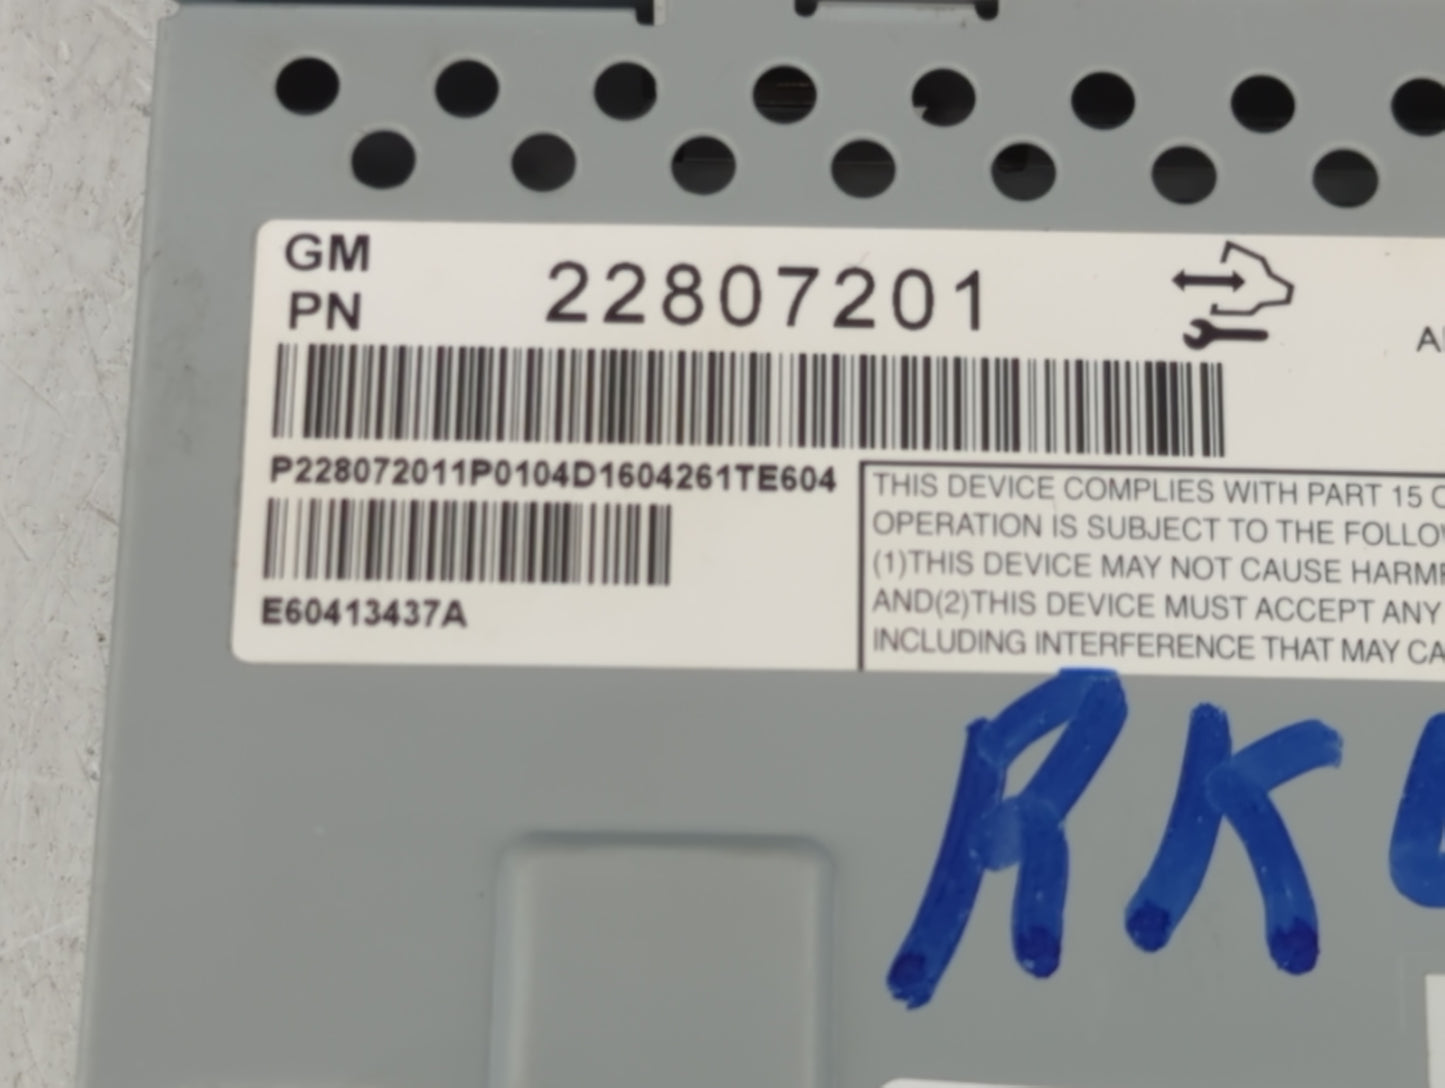 GM
PN
22807201
P228072011P0104D1604261TE604
E60413437A
THIS DEVICE COMPLIES WITH PART 15
OPERATION IS SUBJECT TO THE
(1)THIS DEVICE MAY NOT CAUSE
AND(2)THIS DEVICE MUST ACCEPT ANY
INCLUDING INTERFERENCE THAT MAY
RK